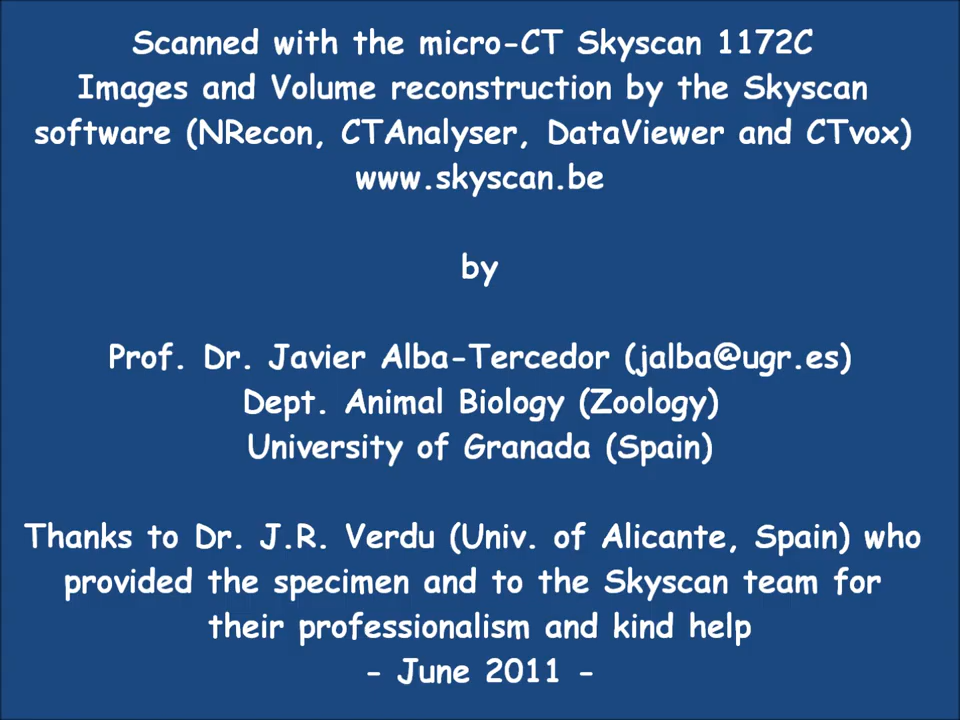 Scanned with the micro-CT Skyscan 1172C
Images and Volume reconstruction by the Skyscan
software (NRecon, CTAnalyser, DataViewer and CTvox)
www.skyscan.be
by
Prof. Dr. Javier Alba-Tercedor (jalba@ugr.es)
Dept. Animal Biology (Zoology)
University of Granada (Spain)
Thanks to Dr. J.R. Verdu (Univ. of Alicante, Spain) who
provided the specimen and to the Skyscan team for
their professionalism and kind help
- June 2011 -